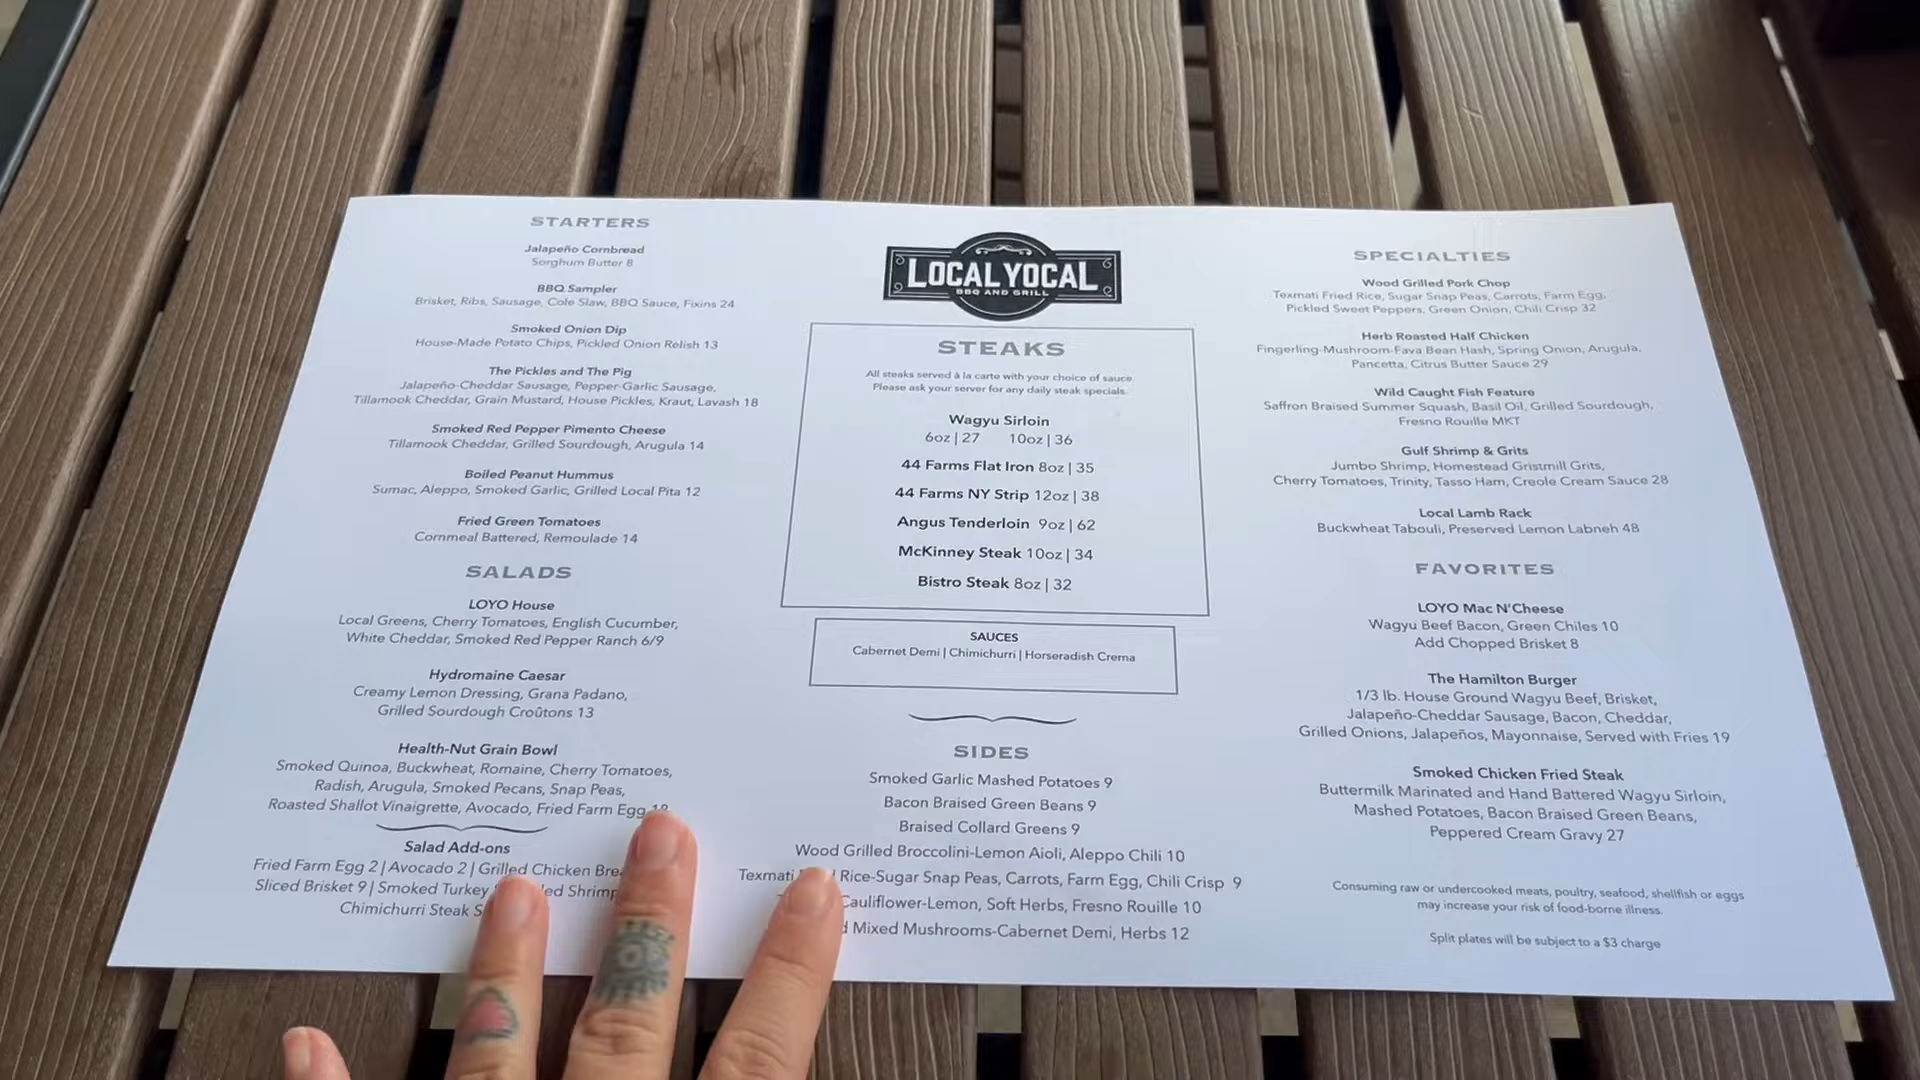 STARTERS
Jalapeño Cornbread
Sorghum Butter 8
BBQ Sampler
Brisket, Ribs, Sausage, Cole Slaw, BBQ Sauce, Fixins 24
Smoked Onion Dip
House-Made Potato Chips, Pickled Onion Relish 13
The Pickles and The Pig
Jalapeño-Cheddar Sausage, Pepper-Garlic Sausage,
Tillamook Cheddar, Grain Mustard, House Pickles, Kraut, Lavash 18
Smoked Red Pepper Pimento Cheese
Tillamook Cheddar, Grilled Sourdough, Arugula 14
Boiled Peanut Hummus
Sumac, Aleppo, Smoked Garlic, Grilled Local Pita 12
Fried Green Tomatoes
Cornmeal Battered, Remoulade 14
SALADS
LOYO House
Local Greens, Cherry Tomatoes, English Cucumber,
White Cheddar, Smoked Red Pepper Ranch 6/9
Hydromaine Caesar
Creamy Lemon Dressing, Grana Padano,
Grilled Sourdough Croûtons 13
Health-Nut Grain Bowl
Smoked Quinoa, Buckwheat, Romaine, Cherry Tomatoes,
Radish, Arugula, Smoked Pecans, Snap Peas,
Roasted Shallot Vinaigrette, Avocado, Fried Farm Egg
Salad Add-ons
Fried Farm Egg 2 | Avocado 2 | Grilled Chicken
Sliced Brisket 9 | Smoked Turkey
Chimichurri Steak
LOCAL YOCAL
BBQ AND GRILL
STEAKS
All steaks served à la carte with your choice of sauce.
Please ask your server for any daily steak specials.
Wagyu Sirloin
6oz | 27 10oz | 36
44 Farms Flat Iron 8oz | 35
44 Farms NY Strip 12oz | 38
Angus Tenderloin 9oz | 62
McKinney Steak 10oz | 34
Bistro Steak 8oz | 32
SAUCES
Cabernet Demi | Chimichurri | Horseradish Crema
SIDES
Smoked Garlic Mashed Potatoes 9
Bacon Braised Green Beans 9
Braised Collard Greens 9
Wood Grilled Broccolini-Lemon Aioli, Aleppo Chili 10
Texmati Rice-Sugar Snap Peas, Carrots, Farm Egg, Chili Crisp 9
Cauliflower-Lemon, Soft Herbs, Fresno Rouille 10
Mixed Mushrooms-Cabernet Demi, Herbs 12
SPECIALTIES
Wood Grilled Pork Chop
Texmati Fried Rice, Sugar Snap Peas, Carrots, Farm Egg,
Pickled Sweet Peppers, Green Onion, Chili Crisp 32
Herb Roasted Half Chicken
Fingerling-Mushroom-Fava Bean Hash, Spring Onion, Arugula,
Pancetta, Citrus Butter Sauce 29
Wild Caught Fish Feature
Saffron Braised Summer Squash, Basil Oil, Grilled Sourdough,
Fresno Rouille MKT
Gulf Shrimp & Grits
Jumbo Shrimp, Homestead Gristmill Grits,
Cherry Tomatoes, Trinity, Tasso Ham, Creole Cream Sauce 28
Local Lamb Rack
Buckwheat Tabouli, Preserved Lemon Labneh 48
FAVORITES
LOYO Mac N'Cheese
Wagyu Beef Bacon, Green Chiles 10
Add Chopped Brisket 8
The Hamilton Burger
1/3 lb. House Ground Wagyu Beef, Brisket,
Jalapeño-Cheddar Sausage, Bacon, Cheddar,
Grilled Onions, Jalapeños, Mayonnaise, Served with Fries 19
Smoked Chicken Fried Steak
Buttermilk Marinated and Hand Battered Wagyu Sirloin,
Mashed Potatoes, Bacon Braised Green Beans,
Peppered Cream Gravy 27
Consuming raw or undercooked meats, poultry, seafood, shellfish or eggs
may increase your risk of food-borne illness.
Split plates will be subject to a $3 charge